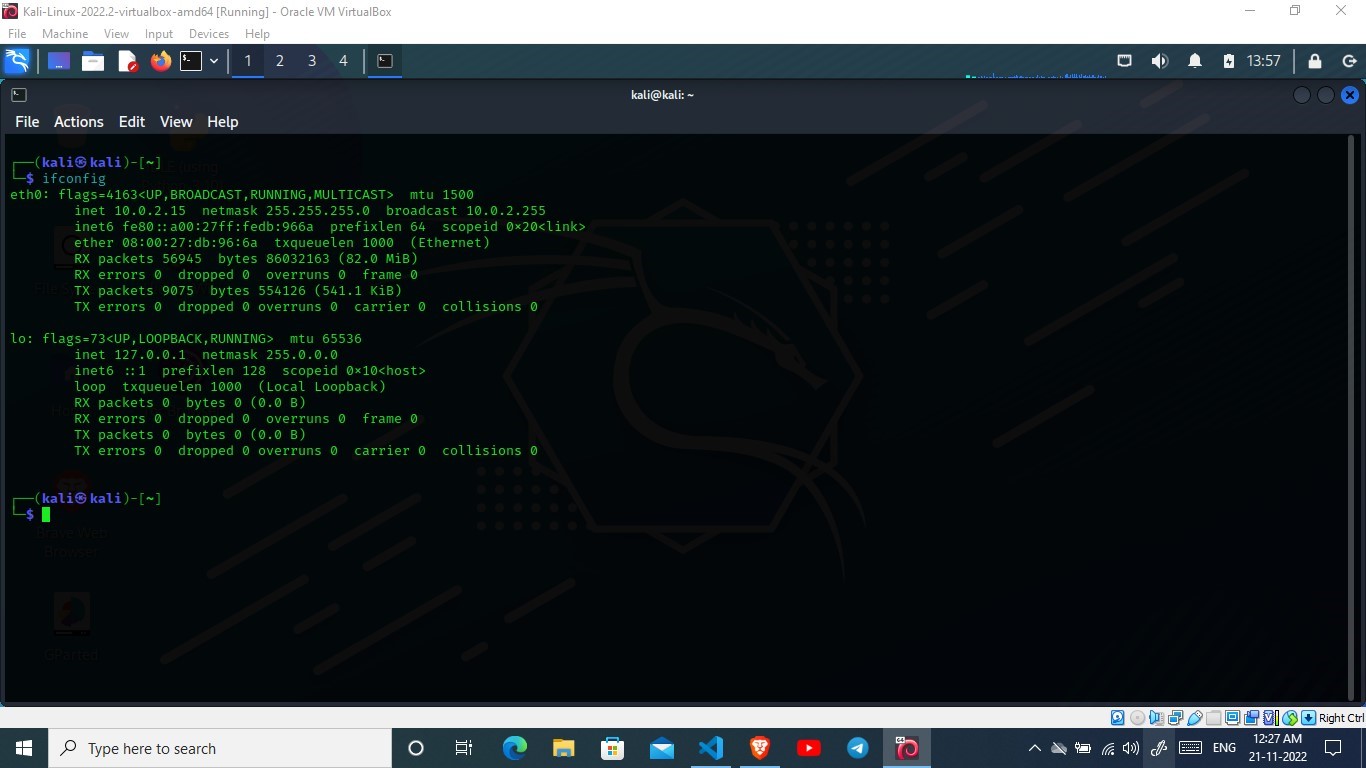 Kali-Linux-2022.2-virtualbox-amd64 [Running] - Oracle VM VirtualBox
File Machine View Input Devices Help
1 2 3 4 13:57
kali@kali: ~
File Actions Edit View Help
┌──(kali㉿kali)-[~]
└─$ ifconfig
eth0: flags=4163<UP,BROADCAST,RUNNING,MULTICAST>  mtu 1500
        inet 10.0.2.15  netmask 255.255.255.0  broadcast 10.0.2.255
        inet6 fe80::a00:27ff:fedb:966a  prefixlen 64  scopeid 0x20<link>
        ether 08:00:27:db:96:6a  txqueuelen 1000  (Ethernet)
        RX packets 56945  bytes 86032163 (82.0 MiB)
        RX errors 0  dropped 0  overruns 0  frame 0
        TX packets 9075  bytes 554126 (541.1 KiB)
        TX errors 0  dropped 0 overruns 0  carrier 0  collisions 0
lo: flags=73<UP,LOOPBACK,RUNNING>  mtu 65536
        inet 127.0.0.1  netmask 255.0.0.0
        inet6 ::1  prefixlen 128  scopeid 0x10<host>
        loop  txqueuelen 1000  (Local Loopback)
        RX packets 0  bytes 0 (0.0 B)
        RX errors 0  dropped 0  overruns 0  frame 0
        TX packets 0  bytes 0 (0.0 B)
        TX errors 0  dropped 0 overruns 0  carrier 0  collisions 0
┌──(kali㉿kali)-[~]
└─$
Brave Web
Browser
GParted
Right Ctrl
Type here to search
ENG
12:27 AM
21-11-2022